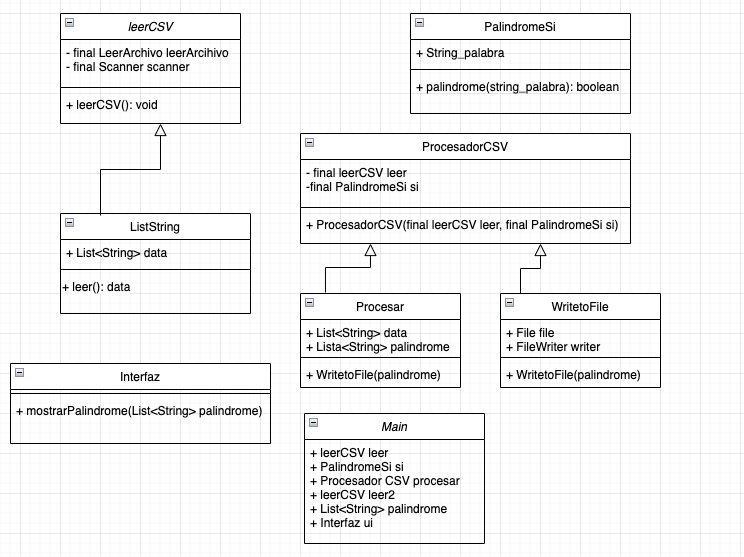 leerCSV
- final LeerArchivo leerArcihivo
- final Scanner scanner
+ leerCSV(): void
PalindromeSi
+ String_palabra
+ palindrome(string_palabra): boolean
ProcesadorCSV
- final leerCSV leer
-final PalindromeSi si
+ ProcesadorCSV(final leerCSV leer, final PalindromeSi si)
ListString
+ List<String> data
+ leer(): data
Procesar
+ List<String> data
+ Lista<String> palindrome
+ WritetoFile(palindrome)
WritetoFile
+ File file
+ FileWriter writer
+ WritetoFile(palindrome)
Interfaz
+ mostrarPalindrome(List<String> palindrome)
Main
+ leerCSV leer
+ PalindromeSi si
+ Procesador CSV procesar
+ leerCSV leer2
+ List<String> palindrome
+ Interfaz ui